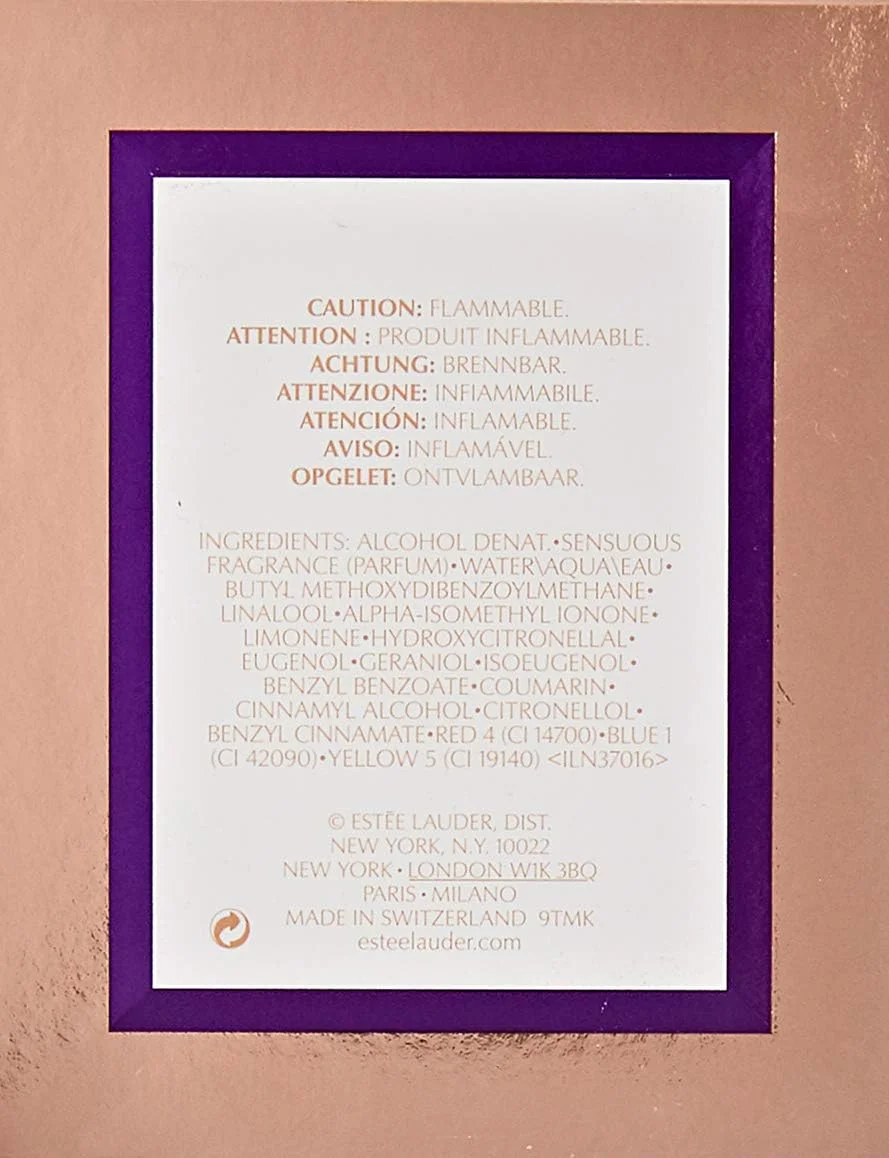 CAUTION: FLAMMABLE.
ATTENTION : PRODUIT INFLAMMABLE.
ACHTUNG: BRENNBAR.
ATTENZIONE: INFIAMMABILE.
ATENCIÓN: INFLAMABLE.
AVISO: INFLAMÁVEL.
OPGELET: ONTVLAMBAAR.
INGREDIENTS: ALCOHOL DENAT.•SENSUOUS
FRAGRANCE (PARFUM)•WATER\AQUA\EAU•
BUTYL METHOXYDIBENZOYLMETHANE•
LINALOOL•ALPHA-ISOMETHYL IONONE•
LIMONENE•HYDROXYCITRONELLAL•
EUGENOL•GERANIOL•ISOEUGENOL•
BENZYL BENZOATE•COUMARIN•
CINNAMYL ALCOHOL•CITRONELLOL•
BENZYL CINNAMATE•RED 4 (CI 14700)•BLUE 1
(CI 42090)•YELLOW 5 (CI 19140) <ILN37016>
© ESTĒE LAUDER, DIST.
NEW YORK, N.Y. 10022
NEW YORK • LONDON W1K 3BQ
PARIS • MILANO
MADE IN SWITZERLAND 9TMK
esteelauder.com